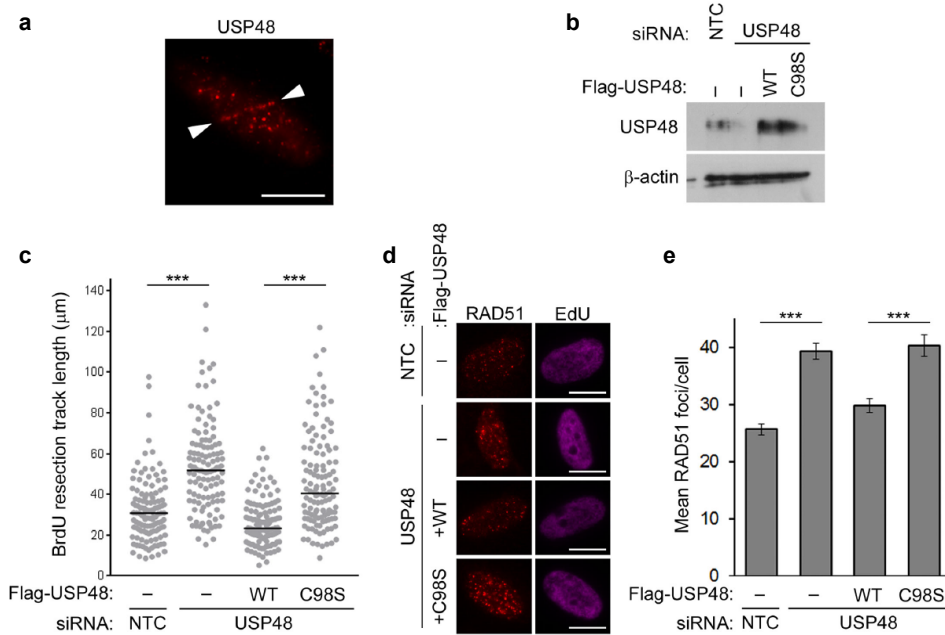 a
USP48
b
siRNA: NTC USP48
Flag-USP48: – – WT C98S
USP48
β-actin
c
BrdU resection track length (μm)
140
120
100
80
60
40
20
0
*** ***
Flag-USP48: – – WT C98S
siRNA: NTC USP48
d
:siRNA
:Flag-USP48
RAD51 EdU
NTC –
USP48
–
+WT
+C98S
e
Mean RAD51 foci/cell
40
30
20
10
0
*** ***
Flag-USP48: – – WT C98S
siRNA: NTC USP48